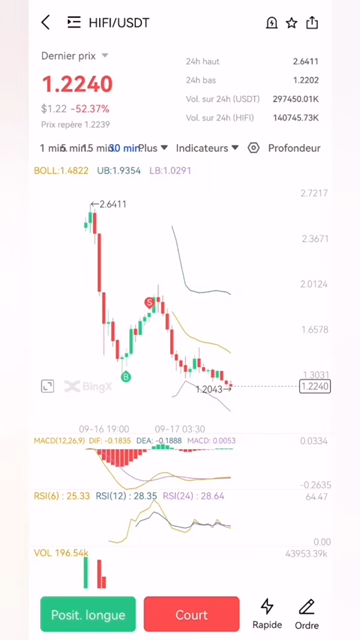 HIFI/USDT
Dernier prix
1.2240
$1.22 -52.37%
Prix repère 1.2239
24h haut 2.6411
24h bas 1.2202
Vol. sur 24h (USDT) 297450.01K
Vol. sur 24h (HIFI) 140745.73K
1 min 5 min 15 min 30 min Plus Indicateurs Profondeur
BOLL:1.4822 UB:1.9354 LB:1.0291
2.7217
←2.6411
2.3671
2.0124
S
1.6578
1.3031
B
1.2043→
1.2240
BingX
09-16 19:00 09-17 03:30
MACD(12,26,9) DIF: -0.1835 DEA: -0.1888 MACD: 0.0053
0.0334
-0.2635
RSI(6) : 25.33 RSI(12) : 28.35 RSI(24) : 28.64
64.47
0.00
VOL 196.54k
43953.39k
Posit. longue
Court
Rapide
Ordre